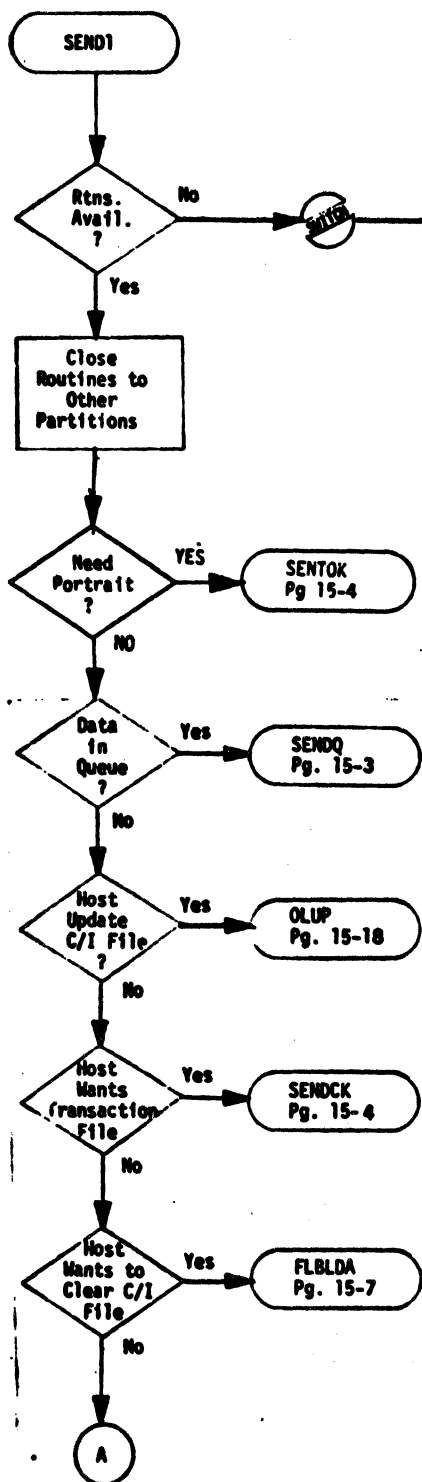 SEND1
Rtns.
Avail.
?
No
SWITCH
Yes
Close
Routines to
Other
Partitions
Need
Portrait
?
YES
SENTOK
Pg 15-4
NO
Data
in
Queue
?
Yes
SENDQ
Pg. 15-3
No
Host
Update
C/I File
?
Yes
OLUP
Pg. 15-18
No
Host
Wants
Transaction
File
Yes
SENDCK
Pg. 15-4
No
Host
Wants to
Clear C/I
File
Yes
FLBLDA
Pg. 15-7
No
A